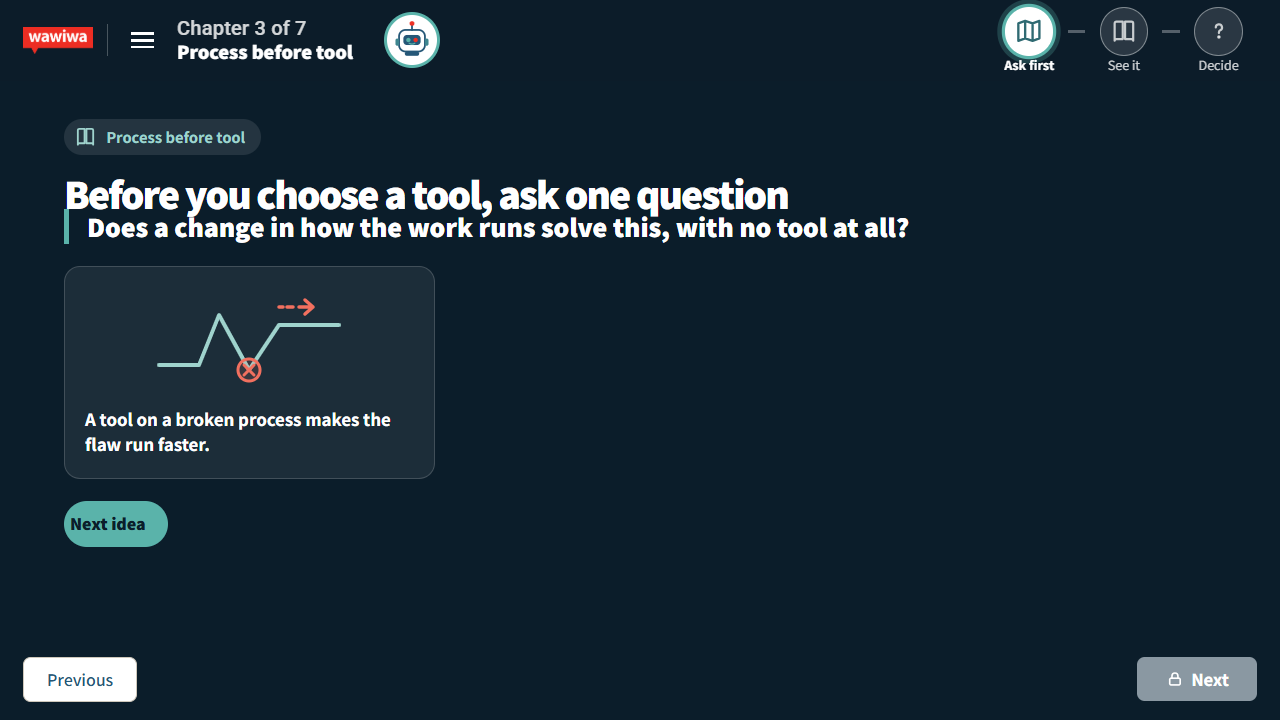 wawiwa
Chapter 3 of 7
Process before tool
Ask first
See it
?
Decide
Process before tool
Before you choose a tool, ask one question
Does a change in how the work runs solve this, with no tool at all?
A tool on a broken process makes the
flaw run faster.
Next idea
Previous
Next